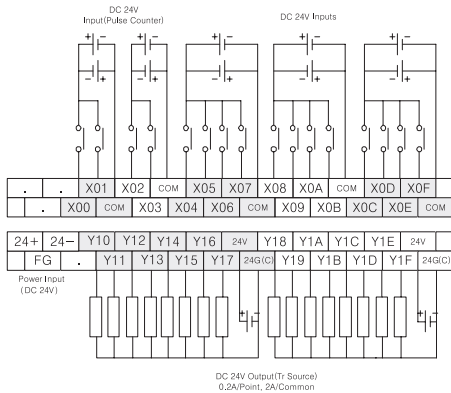 DC 24V
Input(Pulse Counter)
DC 24V Inputs
+ − + − + − + − + −
− + − + − + − + − +
. . X01 X02 COM X05 X07 X08 X0A COM X0D X0F
. X00 COM X03 X04 X06 COM X09 X0B X0C X0E COM
24+ 24− Y10 Y12 Y14 Y16 24V Y18 Y1A Y1C Y1E 24V
FG . Y11 Y13 Y15 Y17 24G(C) Y19 Y1B Y1D Y1F 24G(C)
Power Input
(DC 24V)
+ − + −
DC 24V Output(Tr Source)
0.2A/Point, 2A/Common